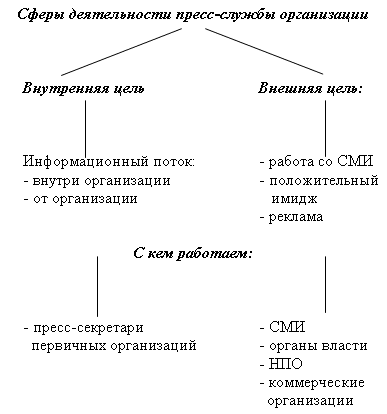 Сферы деятельности пресс-службы организации
Внутренняя цель
Внешняя цель:
Информационный поток:
- внутри организации
- от организации
- работа со СМИ
- положительный
имидж
- реклама
С кем работаем:
- пресс-секретари
первичных организаций
- СМИ
- органы власти
- НПО
- коммерческие
организации